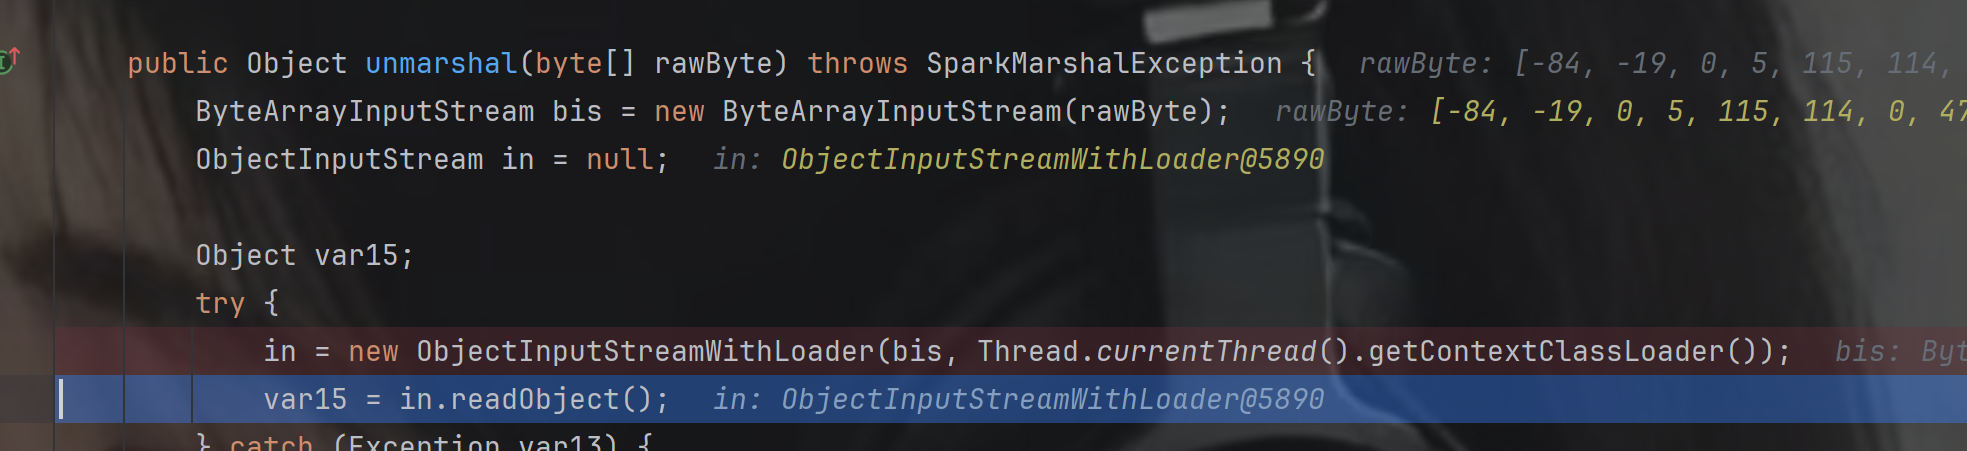 public Object unmarshal(byte[] rawByte) throws SparkMarshalException {   rawByte: [-84, -19, 0, 5, 115, 114,
ByteArrayInputStream bis = new ByteArrayInputStream(rawByte);   rawByte: [-84, -19, 0, 5, 115, 114, 0, 47
ObjectInputStream in = null;   in: ObjectInputStreamWithLoader@5890
Object var15;
try {
in = new ObjectInputStreamWithLoader(bis, Thread.currentThread().getContextClassLoader());   bis: Byt
var15 = in.readObject();   in: ObjectInputStreamWithLoader@5890
} catch (Exception var13) {